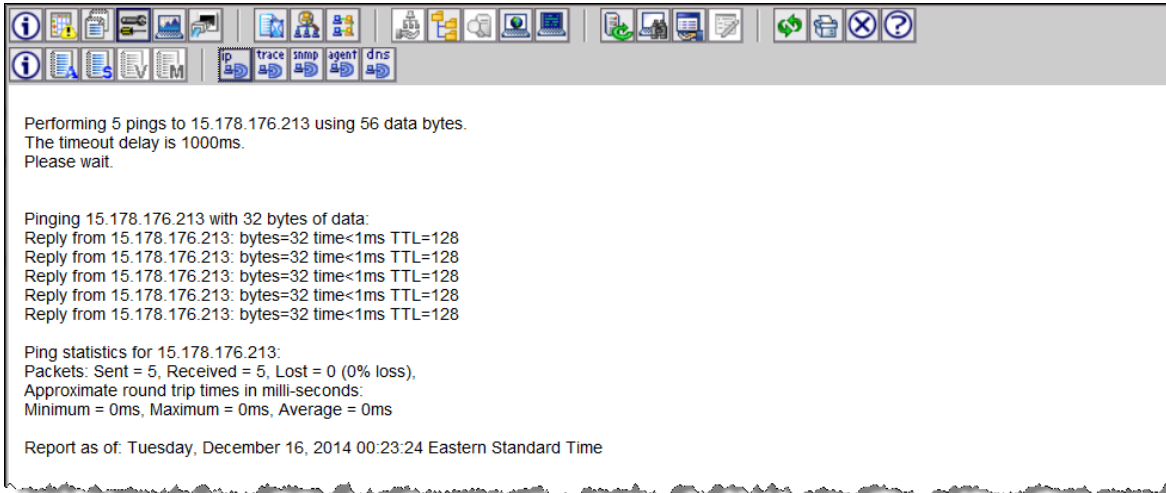 A
S
V
M
ip
trace
snmp
agent
dns
Performing 5 pings to 15.178.176.213 using 56 data bytes.
The timeout delay is 1000ms.
Please wait.
Pinging 15.178.176.213 with 32 bytes of data:
Reply from 15.178.176.213: bytes=32 time<1ms TTL=128
Reply from 15.178.176.213: bytes=32 time<1ms TTL=128
Reply from 15.178.176.213: bytes=32 time<1ms TTL=128
Reply from 15.178.176.213: bytes=32 time<1ms TTL=128
Reply from 15.178.176.213: bytes=32 time<1ms TTL=128
Ping statistics for 15.178.176.213:
Packets: Sent = 5, Received = 5, Lost = 0 (0% loss),
Approximate round trip times in milli-seconds:
Minimum = 0ms, Maximum = 0ms, Average = 0ms
Report as of: Tuesday, December 16, 2014 00:23:24 Eastern Standard Time